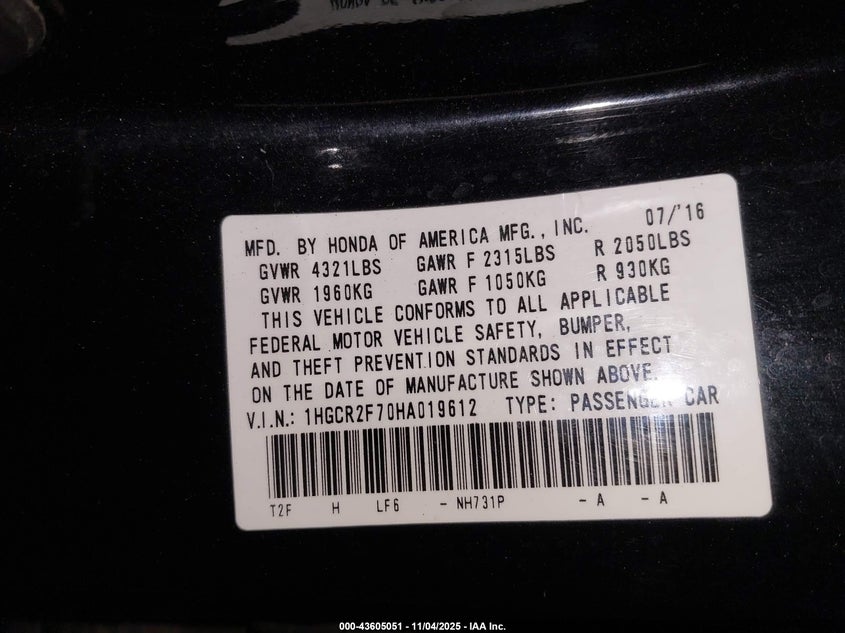 07/'16
MFD. BY HONDA OF AMERICA MFG., INC.
GVWR 4321LBS GAWR F 2315LBS R 2050LBS
GVWR 1960KG GAWR F 1050KG R 930KG
THIS VEHICLE CONFORMS TO ALL APPLICABLE
FEDERAL MOTOR VEHICLE SAFETY, BUMPER,
AND THEFT PREVENTION STANDARDS IN EFFECT
ON THE DATE OF MANUFACTURE SHOWN ABOVE.
V.I.N.: 1HGCR2F70HA019612 TYPE: PASSENGER CAR
T2F H LF6 - NH731P - A - A
000-43605051 - 11/04/2025 - IAA Inc.